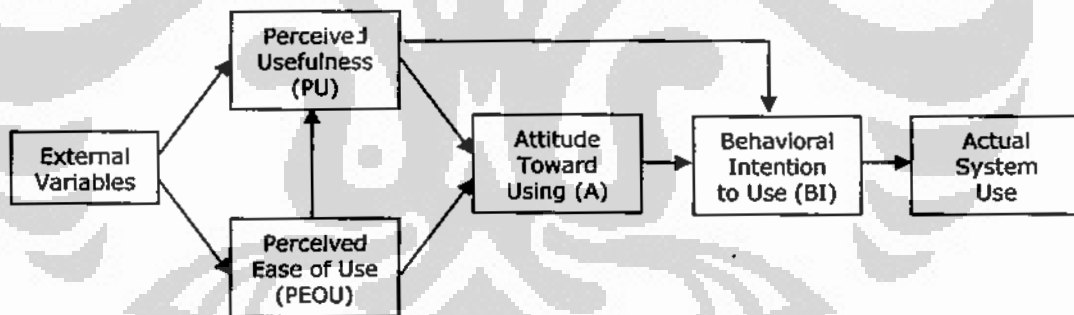 Perceived
Usefulness
(PU)
External
Variables
Perceived
Ease of Use
(PEOU)
Attitude
Toward
Using (A)
Behavioral
Intention
to Use (BI)
Actual
System
Use